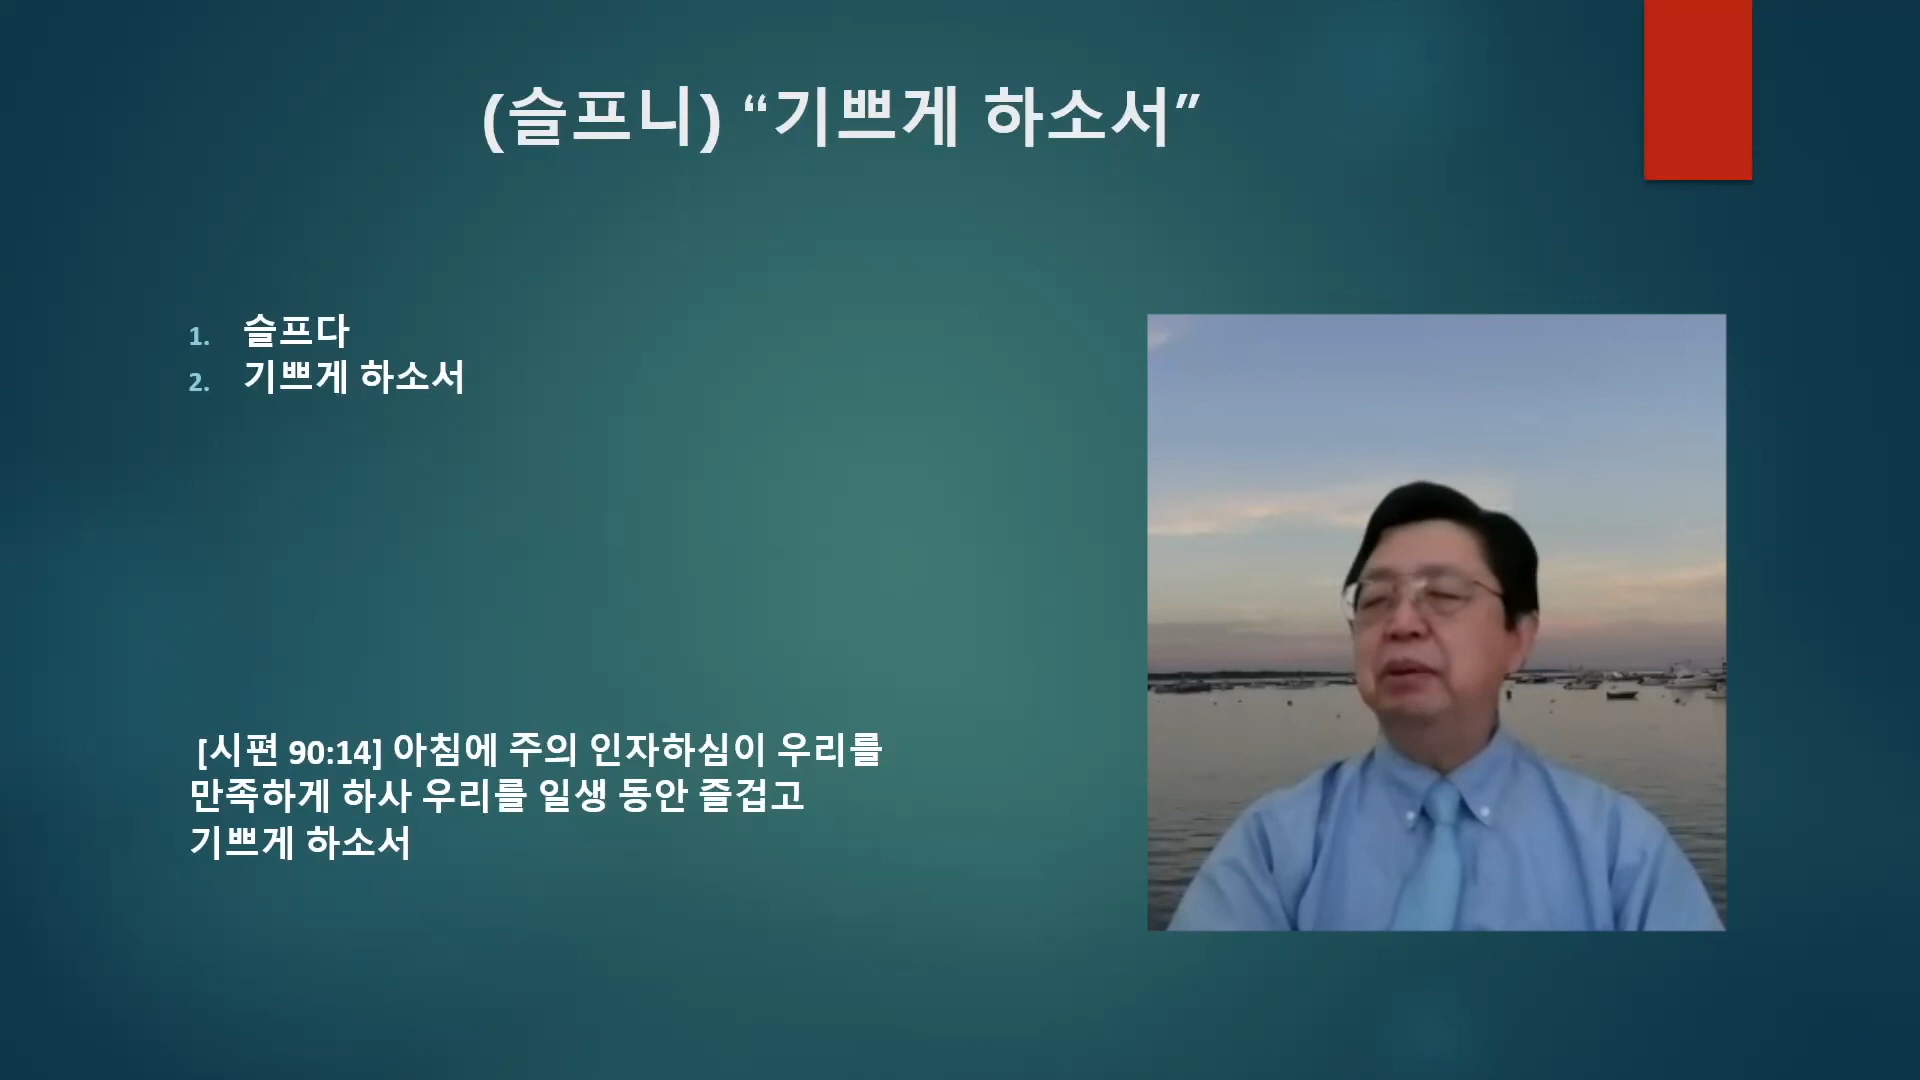 (슬프니) “기쁘게 하소서”
1. 슬프다
2. 기쁘게 하소서
[시편 90:14] 아침에 주의 인자하심이 우리를
만족하게 하사 우리를 일생 동안 즐겁고
기쁘게 하소서